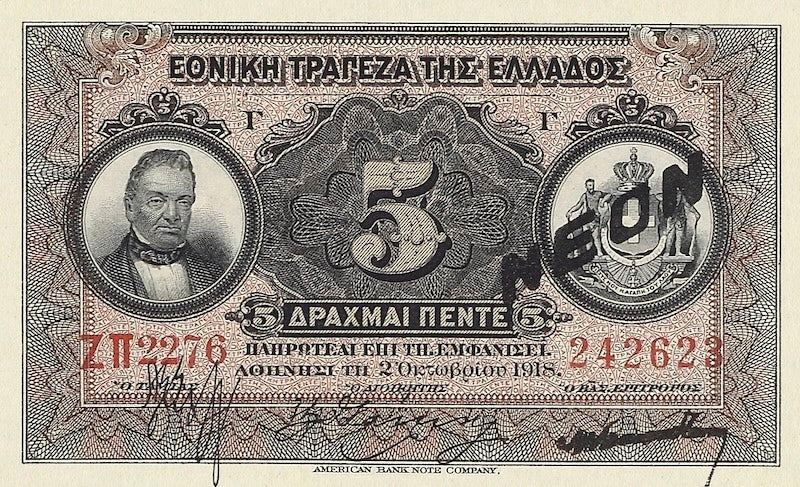 ΕΘΝΙΚΗ ΤΡΑΠΕΖΑ ΤΗΣ ΕΛΛΑΔΟΣ
Γ Γ
5
ΝΕΟΝ
5 ΔΡΑΧΜΑΙ ΠΕΝΤΕ 5
ΖΠ2276 ΠΛΗΡΩΤΕΑΙ ΕΠΙ ΤΗ ΕΜΦΑΝΙΣΕΙ. 242623
ΑΘΗΝΗΣΙ ΤΗ 2 Οκτωβρίου 1918.
Ο ΤΑΜΙΑΣ Ο ΔΙΟΙΚΗΤΗΣ Ο ΒΑΣ. ΕΠΙΤΡΟΠΟΣ
AMERICAN BANK NOTE COMPANY.